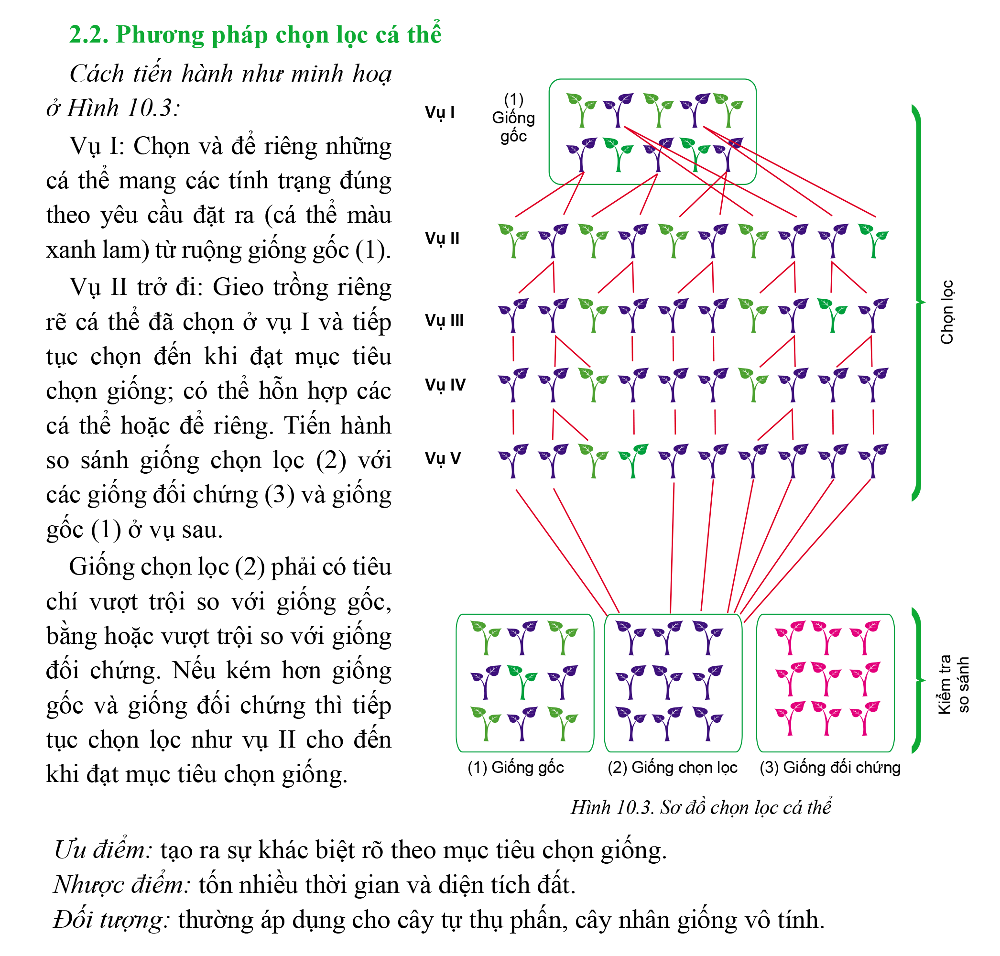 2.2. Phương pháp chọn lọc cá thể
Cách tiến hành như minh hoạ
ở Hình 10.3:
Vụ I: Chọn và để riêng những
cá thể mang các tính trạng đúng
theo yêu cầu đặt ra (cá thể màu
xanh lam) từ ruộng giống gốc (1).
Vụ II trở đi: Gieo trồng riêng
rẽ cá thể đã chọn ở vụ I và tiếp
tục chọn đến khi đạt mục tiêu
chọn giống; có thể hỗn hợp các
cá thể hoặc để riêng. Tiến hành
so sánh giống chọn lọc (2) với
các giống đối chứng (3) và giống
gốc (1) ở vụ sau.
Giống chọn lọc (2) phải có tiêu
chí vượt trội so với giống gốc,
bằng hoặc vượt trội so với giống
đối chứng. Nếu kém hơn giống
gốc và giống đối chứng thì tiếp
tục chọn lọc như vụ II cho đến
khi đạt mục tiêu chọn giống.
Vụ I
(1)
Giống
gốc
Vụ II
Vụ III
Vụ IV
Vụ V
Chọn lọc
Kiểm tra
so sánh
(1) Giống gốc
(2) Giống chọn lọc
(3) Giống đối chứng
Hình 10.3. Sơ đồ chọn lọc cá thể
Ưu điểm: tạo ra sự khác biệt rõ theo mục tiêu chọn giống.
Nhược điểm: tốn nhiều thời gian và diện tích đất.
Đối tượng: thường áp dụng cho cây tự thụ phấn, cây nhân giống vô tính.